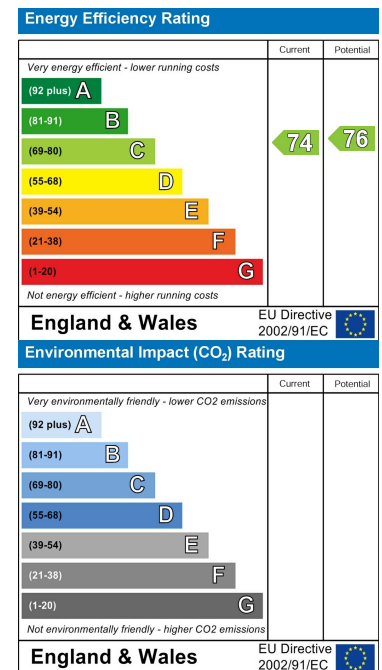 Energy Efficiency Rating
Current Potential
Very energy efficient - lower running costs
(92 plus) A
(81-91) B
(69-80) C 74 76
(55-68) D
(39-54) E
(21-38) F
(1-20) G
Not energy efficient - higher running costs
England & Wales
EU Directive
2002/91/EC
Environmental Impact (CO₂) Rating
Current Potential
Very environmentally friendly - lower CO2 emissions
(92 plus) A
(81-91) B
(69-80) C
(55-68) D
(39-54) E
(21-38) F
(1-20) G
Not environmentally friendly - higher CO2 emissions
England & Wales
EU Directive
2002/91/EC